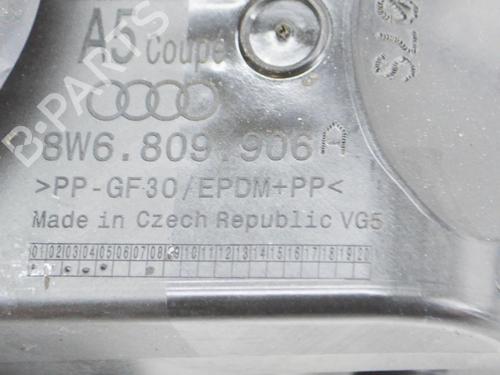 A5 Coupe
8W6.809.906 A
>PP-GF30/EPDM+PP<
Made in Czech Republic VG5
01 02 03 04 05 06 07 08 09 10 11 12 13 14 15 16 17 18 19 20
B-PARTS